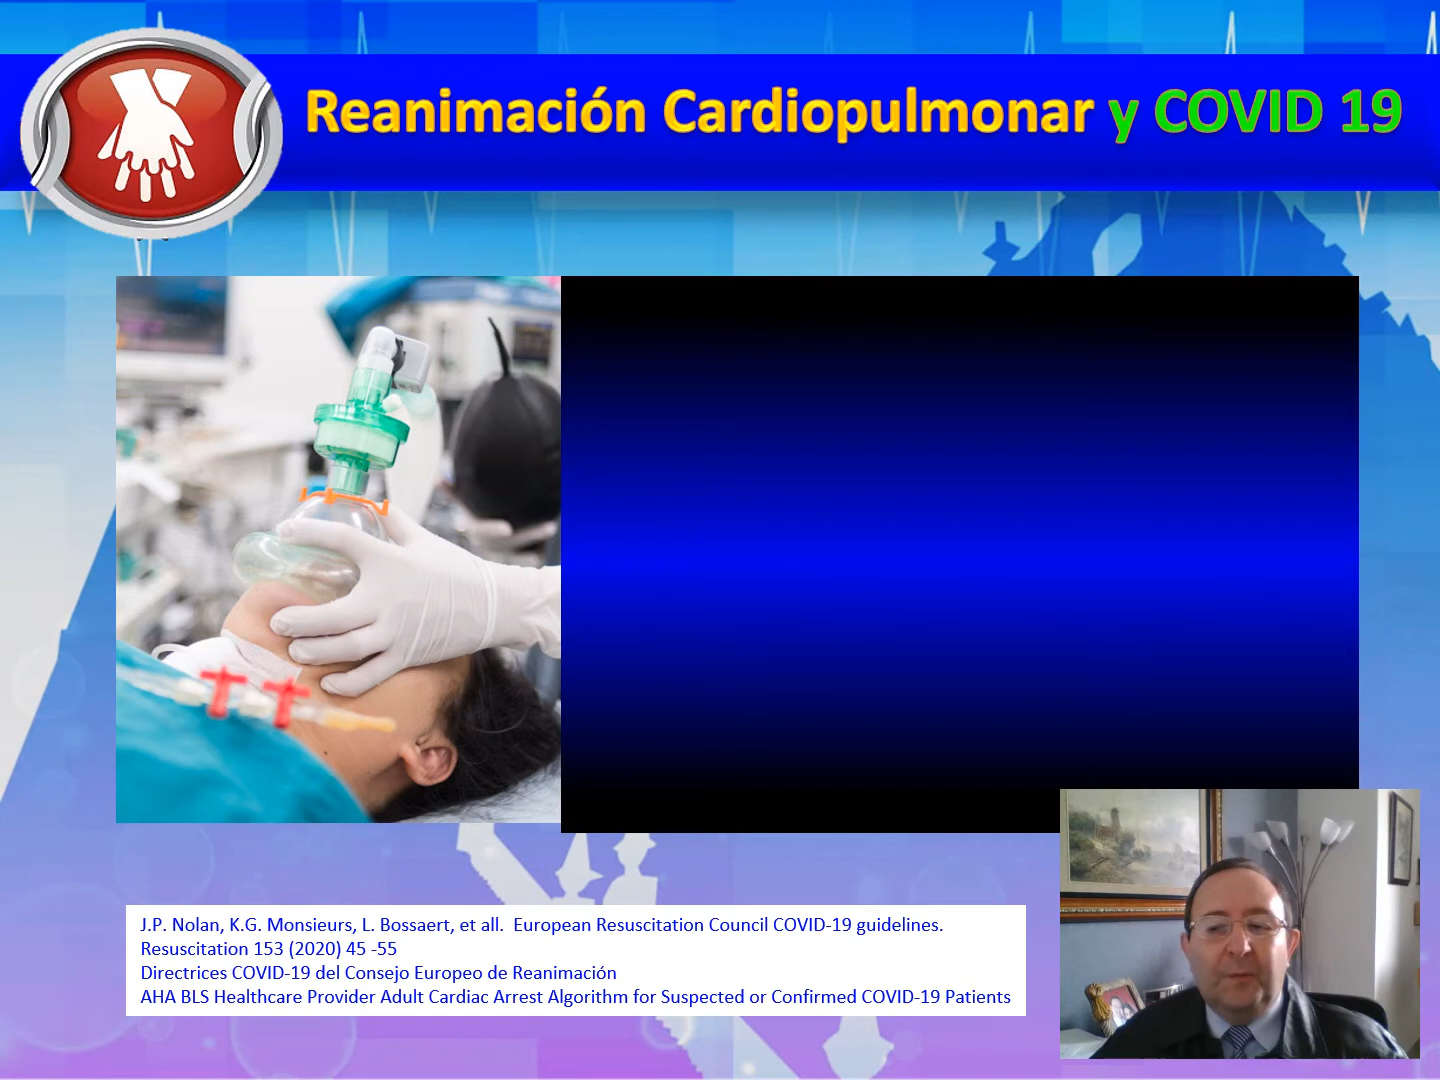 Reanimación Cardiopulmonar y COVID 19
J.P. Nolan, K.G. Monsieurs, L. Bossaert, et all.  European Resuscitation Council COVID-19 guidelines.
Resuscitation 153 (2020) 45 -55
Directrices COVID-19 del Consejo Europeo de Reanimación
AHA BLS Healthcare Provider Adult Cardiac Arrest Algorithm for Suspected or Confirmed COVID-19 Patients